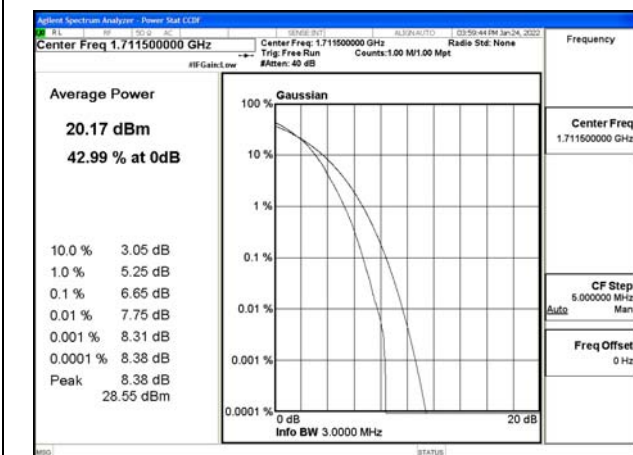 Agilent Spectrum Analyzer - Power Stat CCDF
RL RF 50 Ω AC SENSE:INT ALIGN AUTO 03:59:44 PM Jan 24, 2022
Center Freq 1.711500000 GHz
Center Freq: 1.711500000 GHz Radio Std: None
Trig: Free Run Counts:1.00 M/1.00 Mpt
#IFGain:Low #Atten: 40 dB
Frequency
Average Power
20.17 dBm
42.99 % at 0dB
10.0 % 3.05 dB
1.0 % 5.25 dB
0.1 % 6.65 dB
0.01 % 7.75 dB
0.001 % 8.31 dB
0.0001 % 8.38 dB
Peak 8.38 dB
28.55 dBm
Gaussian
100 %
10 %
1 %
0.1 %
0.01 %
0.001 %
0.0001 %
0 dB 20 dB
Info BW 3.0000 MHz
Center Freq
1.711500000 GHz
CF Step
5.000000 MHz
Auto Man
Freq Offset
0 Hz
MSG STATUS